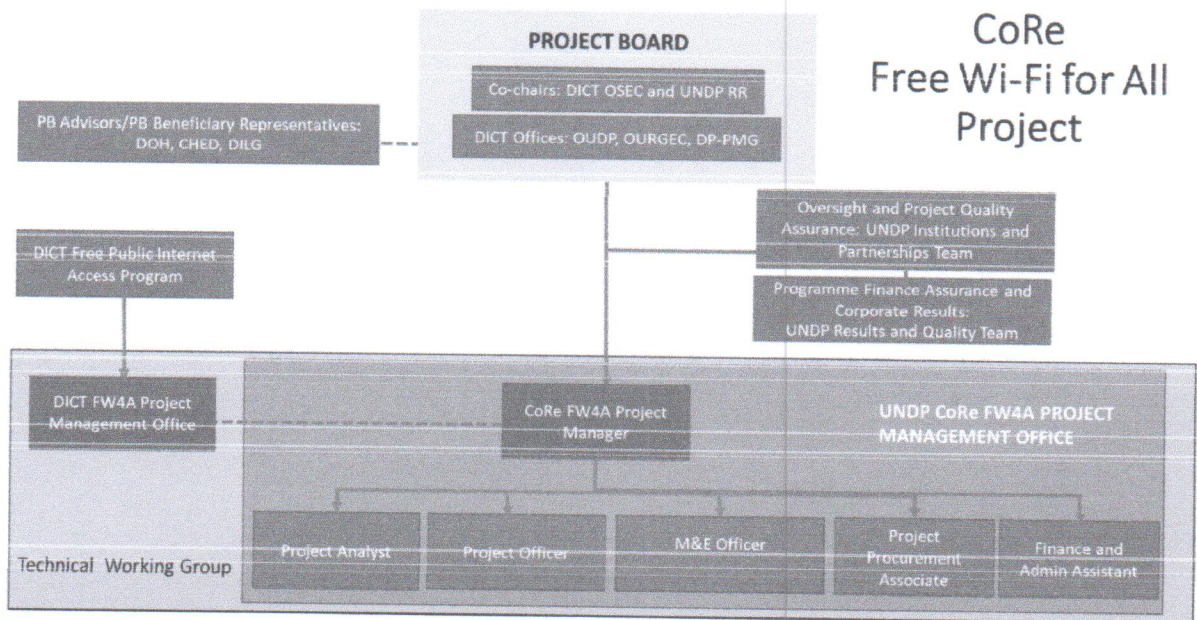 CoRe
Free Wi-Fi for All
Project
PROJECT BOARD
Co-chairs: DICT OSEC and UNDP RR
DICT Offices: OUDP, OURGEC, DP-PMG
PB Advisors/PB Beneficiary Representatives:
DOH, CHED, DILG
Oversight and Project Quality
Assurance: UNDP Institutions and
Partnerships Team
Programme Finance Assurance and
Corporate Results:
UNDP Results and Quality Team
DICT Free Public Internet
Access Program
DICT FW4A Project
Management Office
CoRe FW4A Project
Manager
UNDP CoRe FW4A PROJECT
MANAGEMENT OFFICE
Project Analyst
Project Officer
M&E Officer
Project
Procurement
Associate
Finance and
Admin Assistant
Technical Working Group